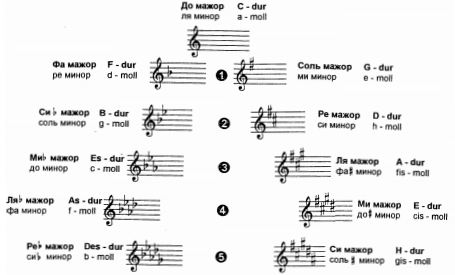 До мажор C - dur
ля минор a - moll
Фа мажор F - dur
ре минор d - moll
1
Соль мажор G - dur
ми минор e - moll
Си♭ мажор B - dur
соль минор g - moll
2
Ре мажор D - dur
си минор h - moll
Ми♭ мажор Es - dur
до минор c - moll
3
Ля мажор A - dur
фа♯ минор fis - moll
Ля♭ мажор As - dur
фа минор f - moll
4
Ми мажор E - dur
до♯ минор cis - moll
Ре♭ мажор Des - dur
си♭ минор b - moll
5
Си мажор H - dur
соль♯ минор gis - moll